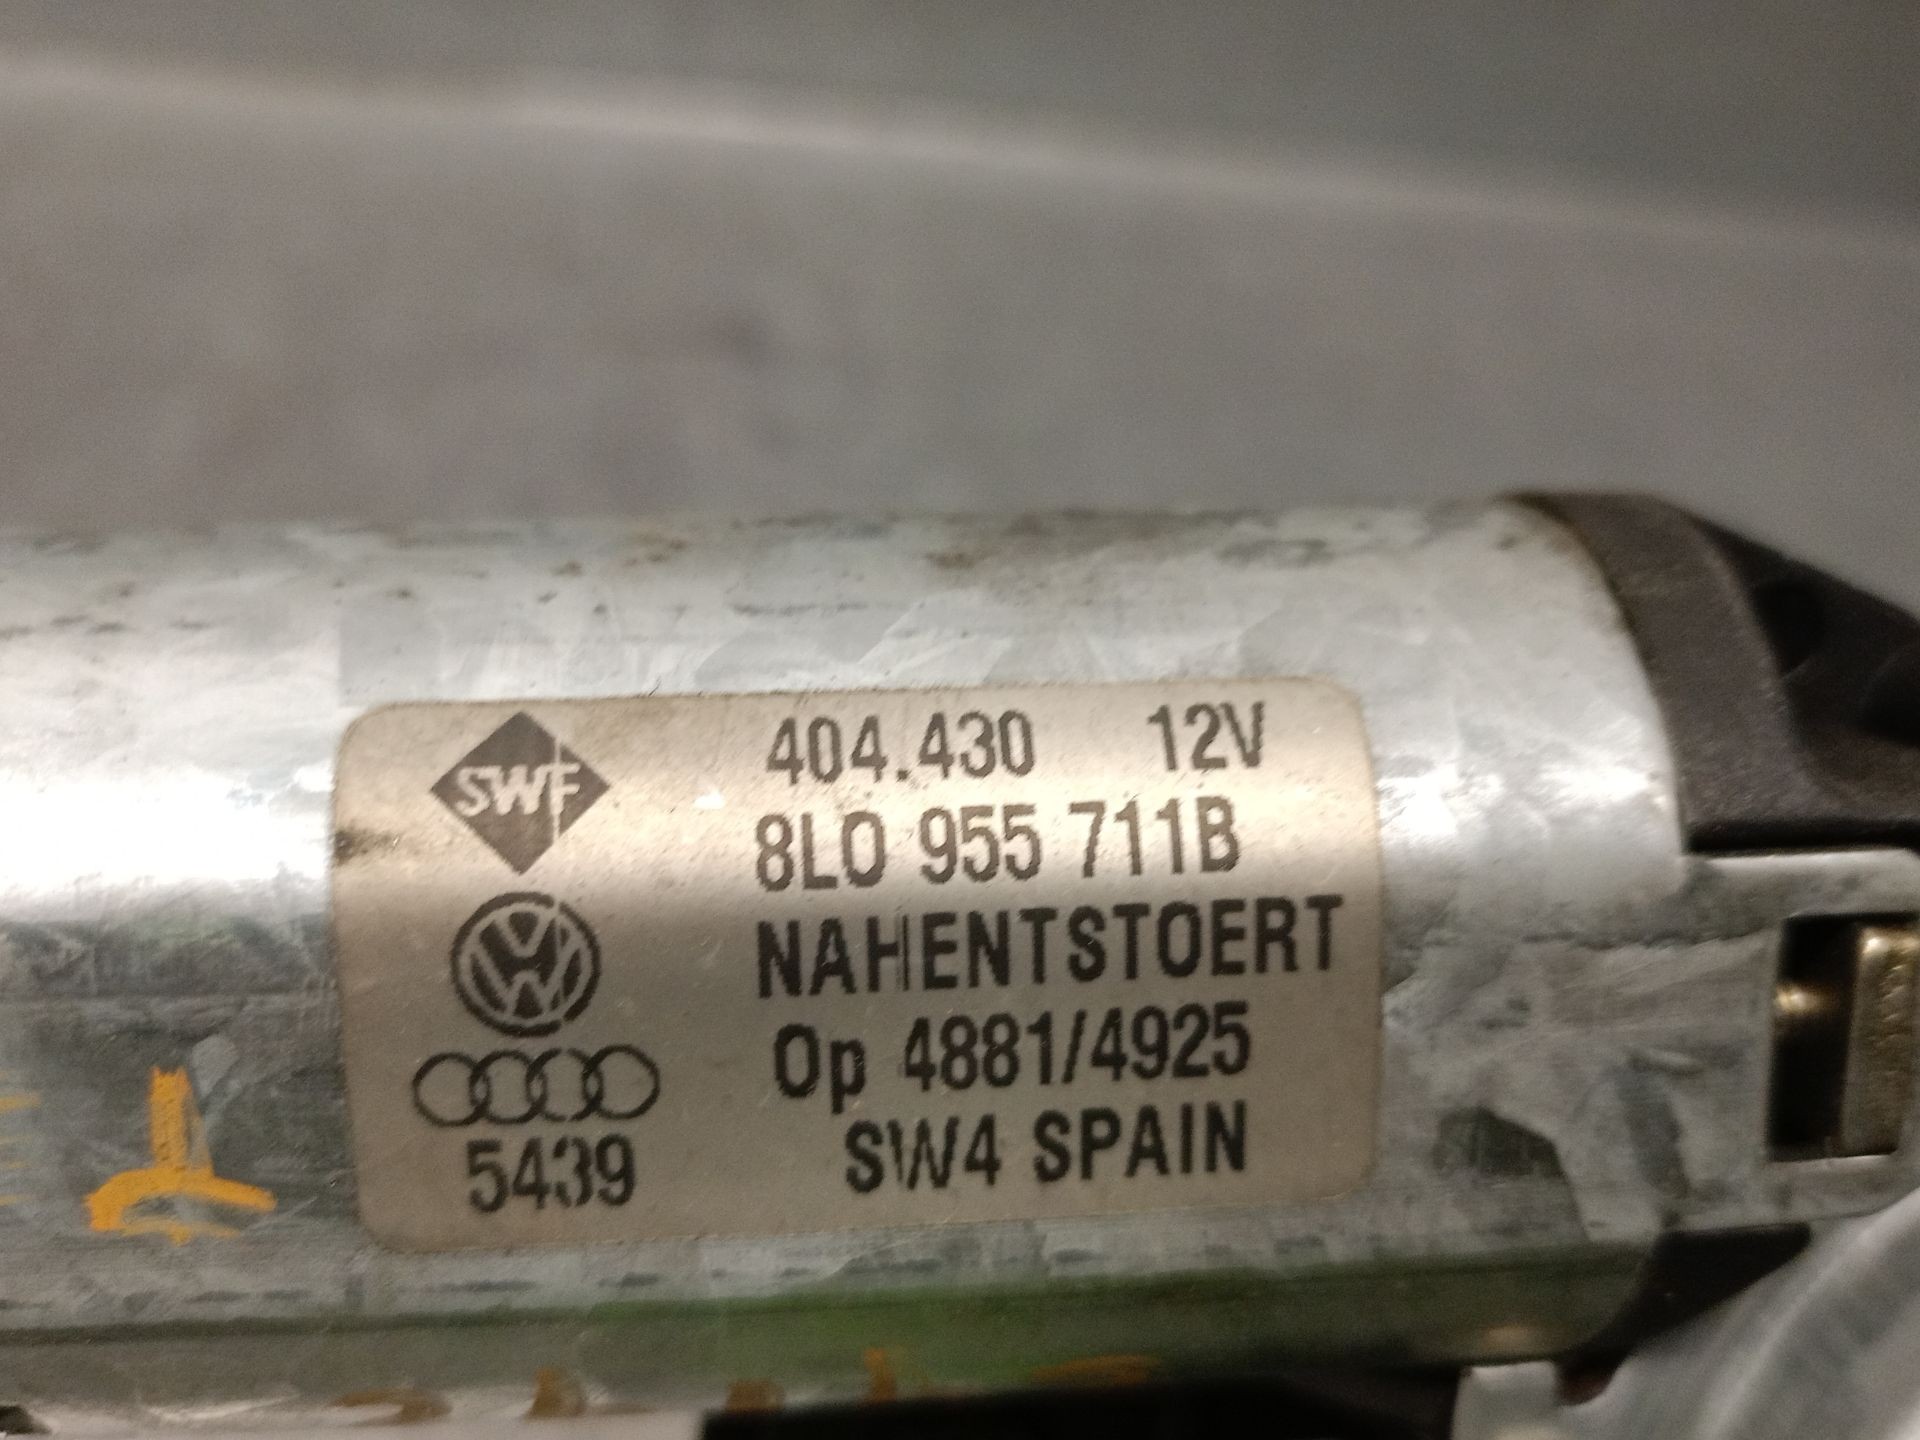 SWF
404.430 12V
8L0 955 711B
NAHENTSTOERT
Op 4881/4925
5439
SW4 SPAIN